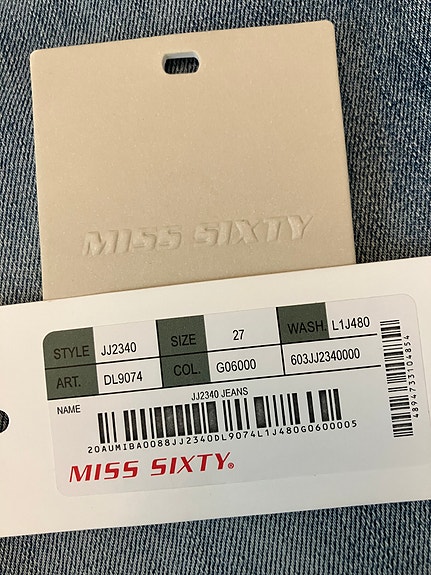 MISS SIXTY
STYLE JJ2340 SIZE 27 WASH. L1J480
ART. DL9074 COL. G06000 603JJ2340000
NAME JJ2340 JEANS
20AUMIBA0088JJ2340DL9074L1J480G0600005
MISS SIXTY®
4894733104854